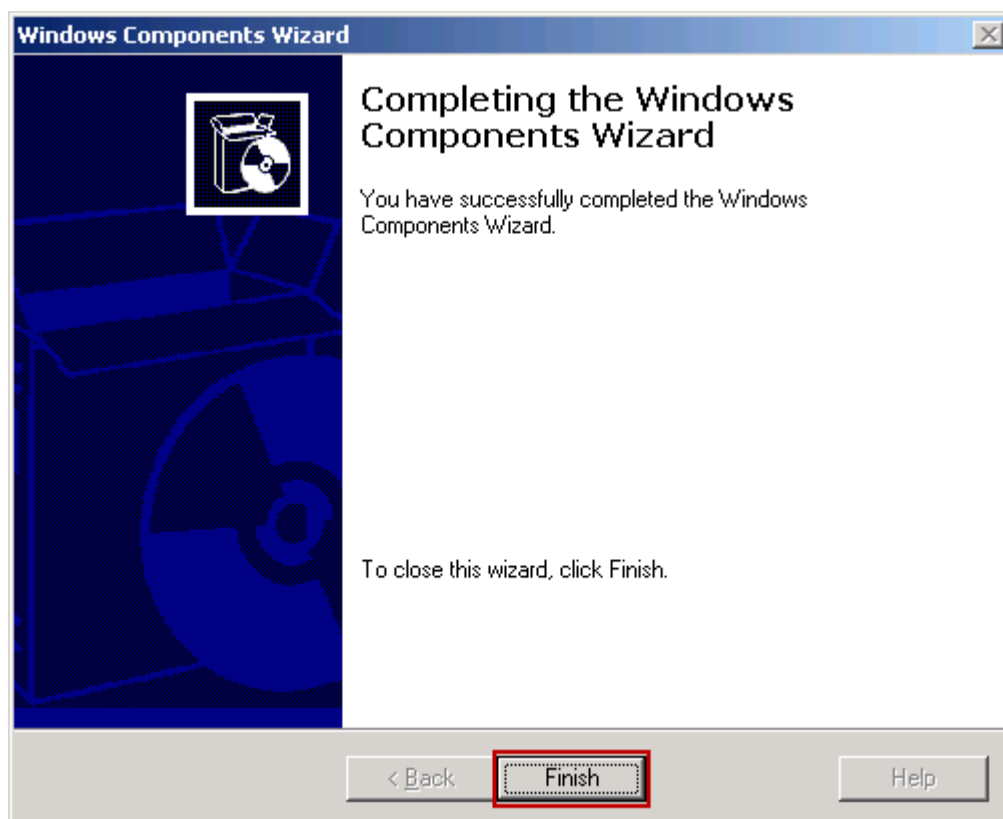 Windows Components Wizard
Completing the Windows
Components Wizard
You have successfully completed the Windows
Components Wizard.
To close this wizard, click Finish.
< Back
Finish
Help